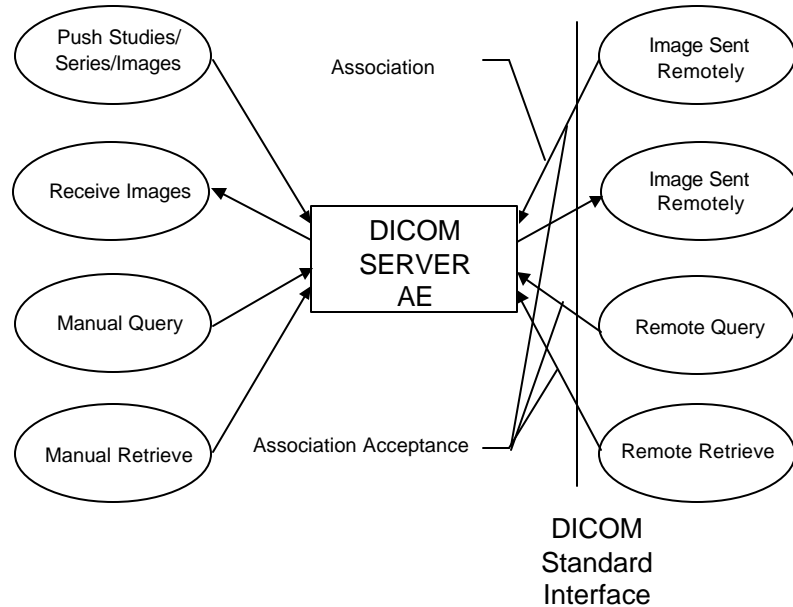 Push Studies/
Series/Images
Association
Image Sent
Remotely
Receive Images
Image Sent
Remotely
DICOM
SERVER
AE
Manual Query
Remote Query
Manual Retrieve
Association Acceptance
Remote Retrieve
DICOM
Standard
Interface